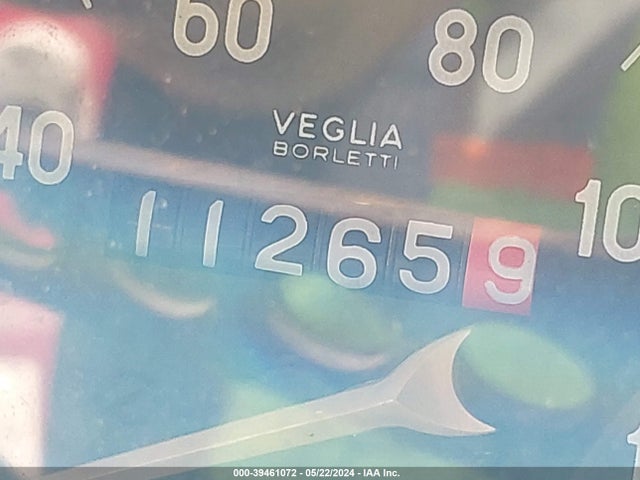 60 80
40 VEGLIA
BORLETTI
10
112659
000-39461072 - 05/22/2024 - IAA Inc.